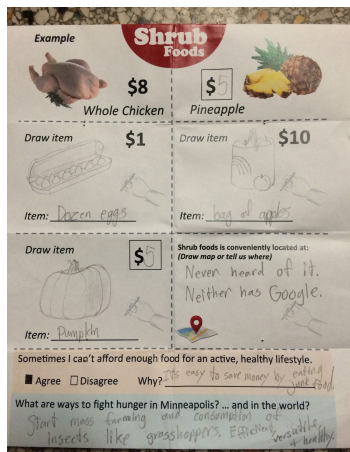 Example
Shrub
Foods
$8
Whole Chicken
$5
Pineapple
Draw item
$1
Item: Dozen eggs
Draw item
$10
Item: bag of apples
Draw item
$5
Item: Pumpkin
Shrub foods is conveniently located at:
(Draw map or tell us where)
Never heard of it.
Neither has Google.
Sometimes I ca't afford enough food for an active, healthy lifestyle.
Agree Disagree Why? It's easy to save money by eating junk food.
What are ways to fight hunger in Minneapolis? ... and in the world?
Start mass farming and consumption of
insects like grasshoppers. Efficient, versatile, + healthy.